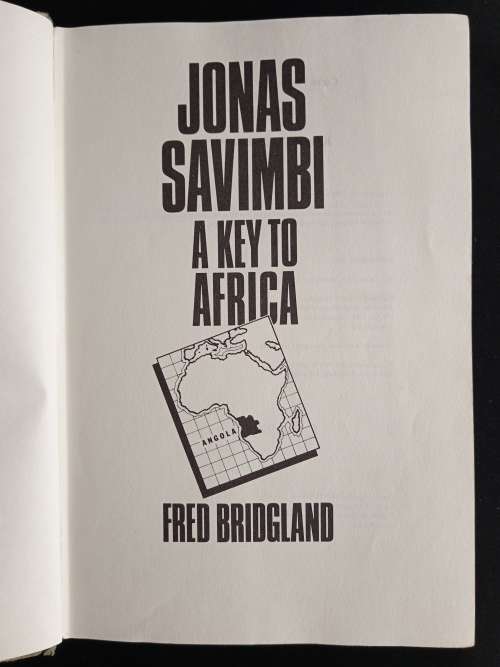 JONAS
SAVIMBI
A KEY TO
AFRICA
ANGOLA
FRED BRIDGLAND